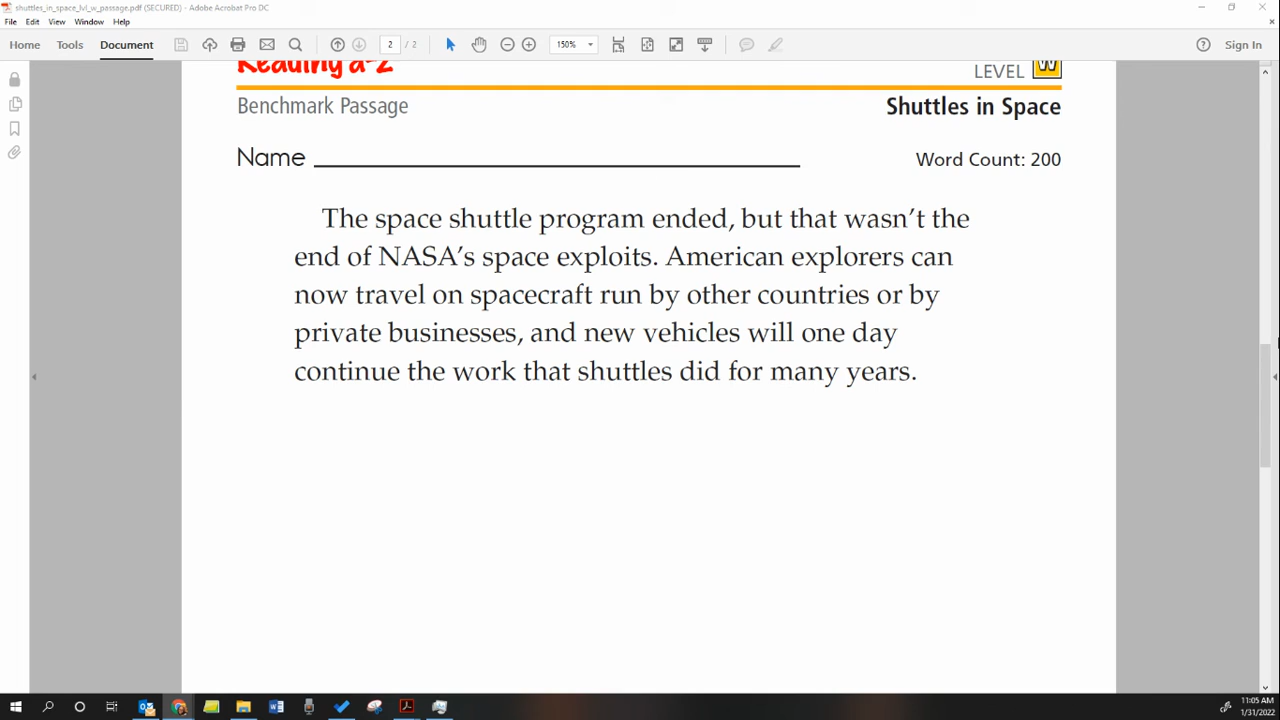 shuttles_in_space_lvl_w_passage.pdf (SECURED) - Adobe Acrobat Pro DC
File Edit View Window Help
Home Tools Document 2 / 2 150% Sign In
Reading a-z
LEVEL W
Benchmark Passage Shuttles in Space
Name Word Count: 200
The space shuttle program ended, but that wasn’t the
end of NASA’s space exploits. American explorers can
now travel on spacecraft run by other countries or by
private businesses, and new vehicles will one day
continue the work that shuttles did for many years.
11:05 AM
1/31/2022